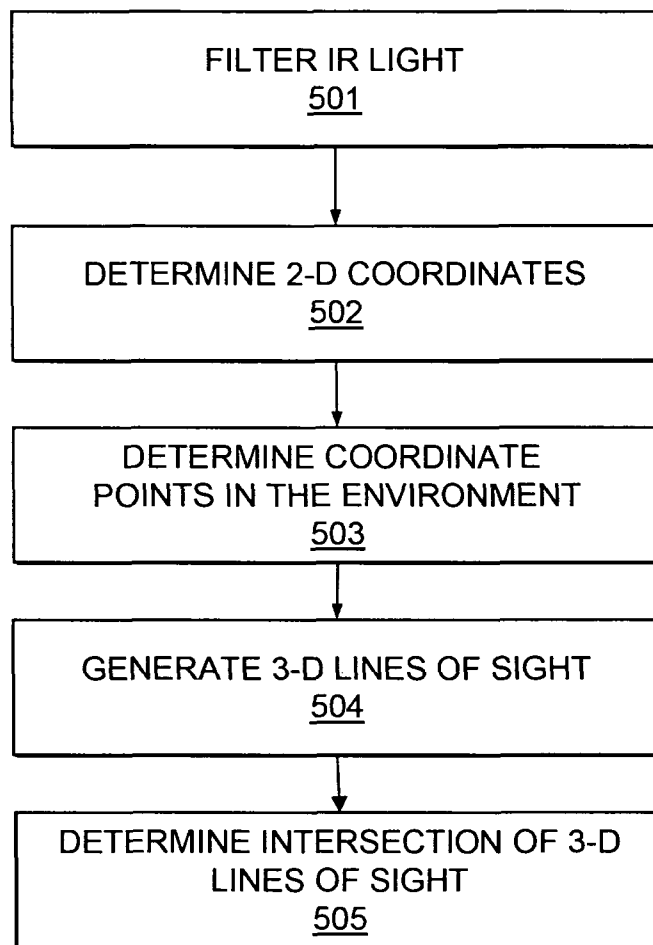 FILTER IR LIGHT
501
DETERMINE 2-D COORDINATES
502
DETERMINE COORDINATE
POINTS IN THE ENVIRONMENT
503
GENERATE 3-D LINES OF SIGHT
504
DETERMINE INTERSECTION OF 3-D
LINES OF SIGHT
505